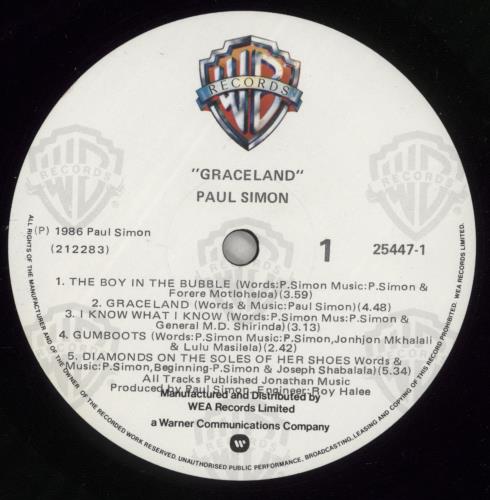 WB
RECORDS
"GRACELAND"
PAUL SIMON
(P) 1986 Paul Simon
(212283)
1
25447-1
1. THE BOY IN THE BUBBLE (Words:P.Simon Music:P.Simon &
Forere Motloheloa)(3.59)
2. GRACELAND (Words & Music:Paul Simon)(4.48)
3. I KNOW WHAT I KNOW (Words:P.Simon Mus:P.Simon &
General M.D. Shirinda)(3.13)
4. GUMBOOTS (Words:P.Simon Music:P.Simon,Jonhjon Mkhalali
& Lulu Masilela)(2.42)
5. DIAMONDS ON THE SOLES OF HER SHOES Words &
Music:P.Simon,Beginning-P.Simon & Joseph Shabalala)(5.34)
All Tracks Published Jonathan Music
Produced by Paul Simon Engineer:Roy Halee
Manufactured and Distributed by
WEA Records Limited
a Warner Communications Company
ALL RIGHTS OF THE MANUFACTURER AND OF THE OWNER OF THE RECORDED WORK RESERVED. UNAUTHORISED PUBLIC PERFORMANCE, BROADCASTING, LEASING AND COPYING OF THIS RECORD PROHIBITED. WEA RECORDS LIMITED.